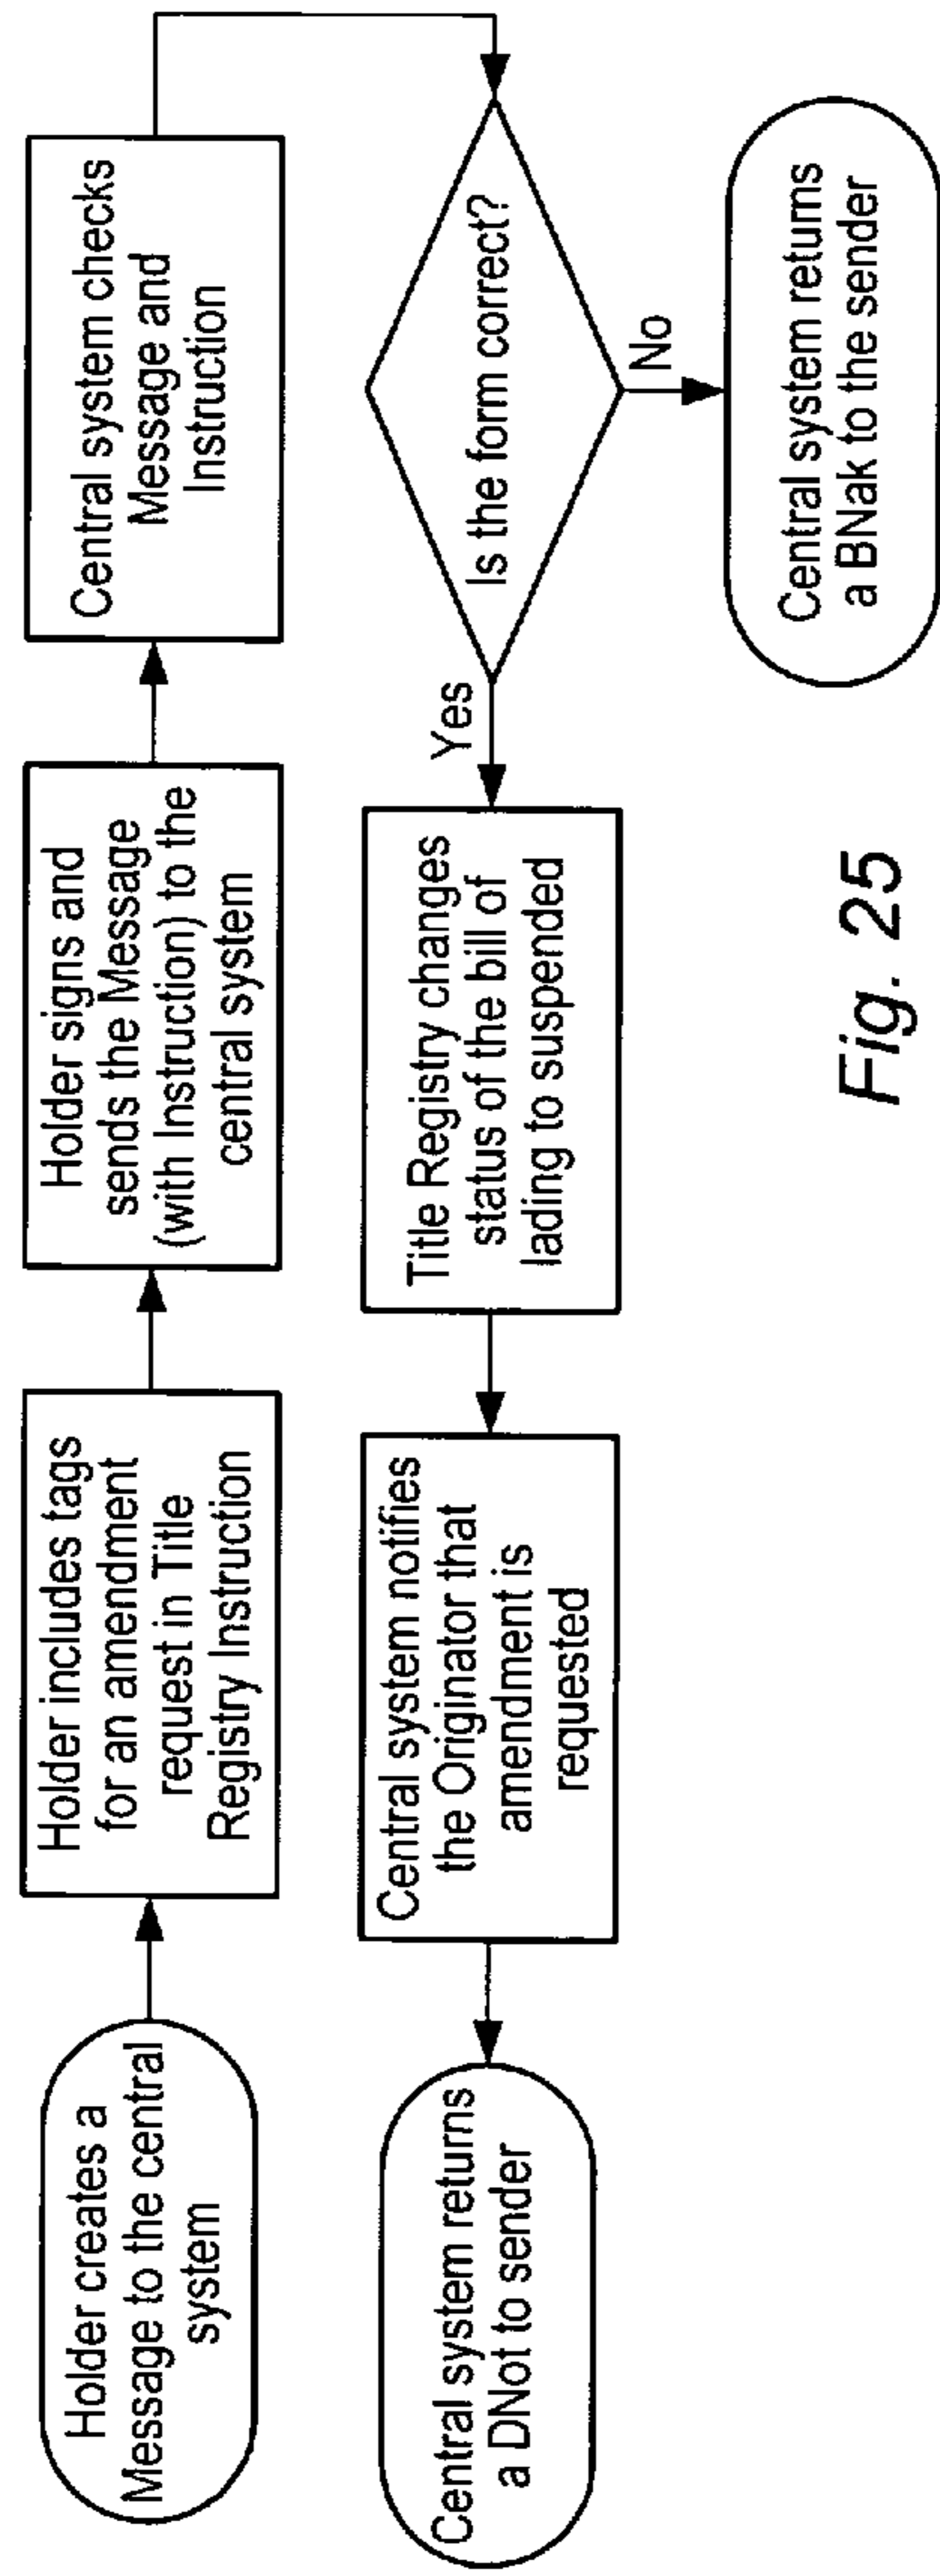 Holder creates a
Message to the central
system
Holder includes tags
for an amendment
request in Title
Registry Instruction
Holder signs and
sends the Message
(with Instruction) to the
central system
Central system checks
Message and
Instruction
Is the form correct?
Yes
No
Title Registry changes
status of the bill of
lading to suspended
Central system notifies
the Originator that
amendment is
requested
Central system returns
a DNot to sender
Central system returns
a BNak to the sender
Fig. 25